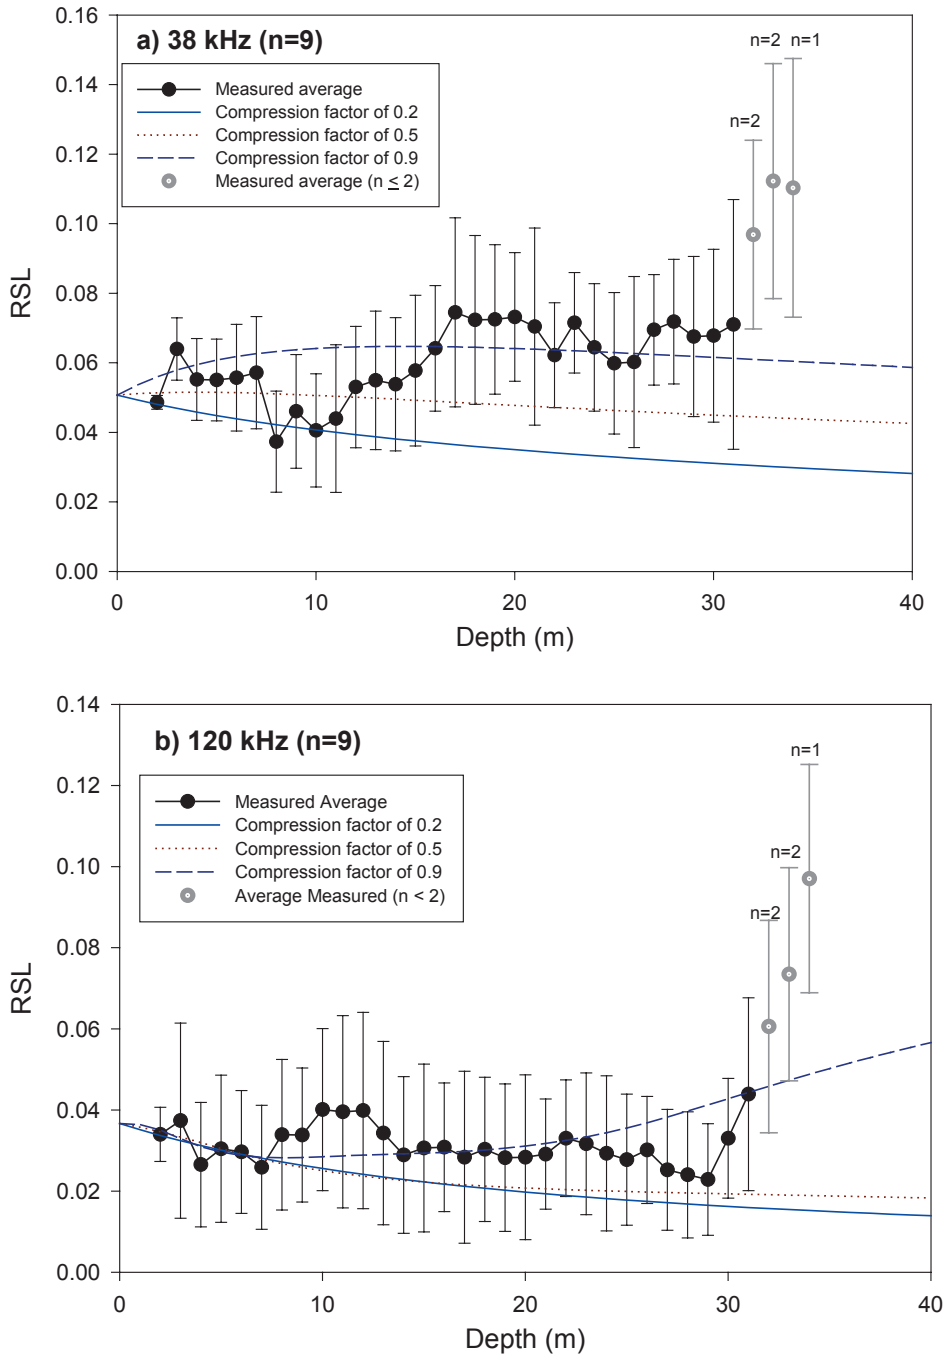 a) 38 kHz (n=9)
Measured average
Compression factor of 0.2
Compression factor of 0.5
Compression factor of 0.9
Measured average (n ≤ 2)
n=2
n=2
n=1
0.16
0.14
0.12
0.10
0.08
0.06
0.04
0.02
0.00
RSL
0
10
20
30
40
Depth (m)
b) 120 kHz (n=9)
Measured Average
Compression factor of 0.2
Compression factor of 0.5
Compression factor of 0.9
Average Measured (n < 2)
n=1
n=2
n=2
0.14
0.12
0.10
0.08
0.06
0.04
0.02
0.00
RSL
0
10
20
30
40
Depth (m)